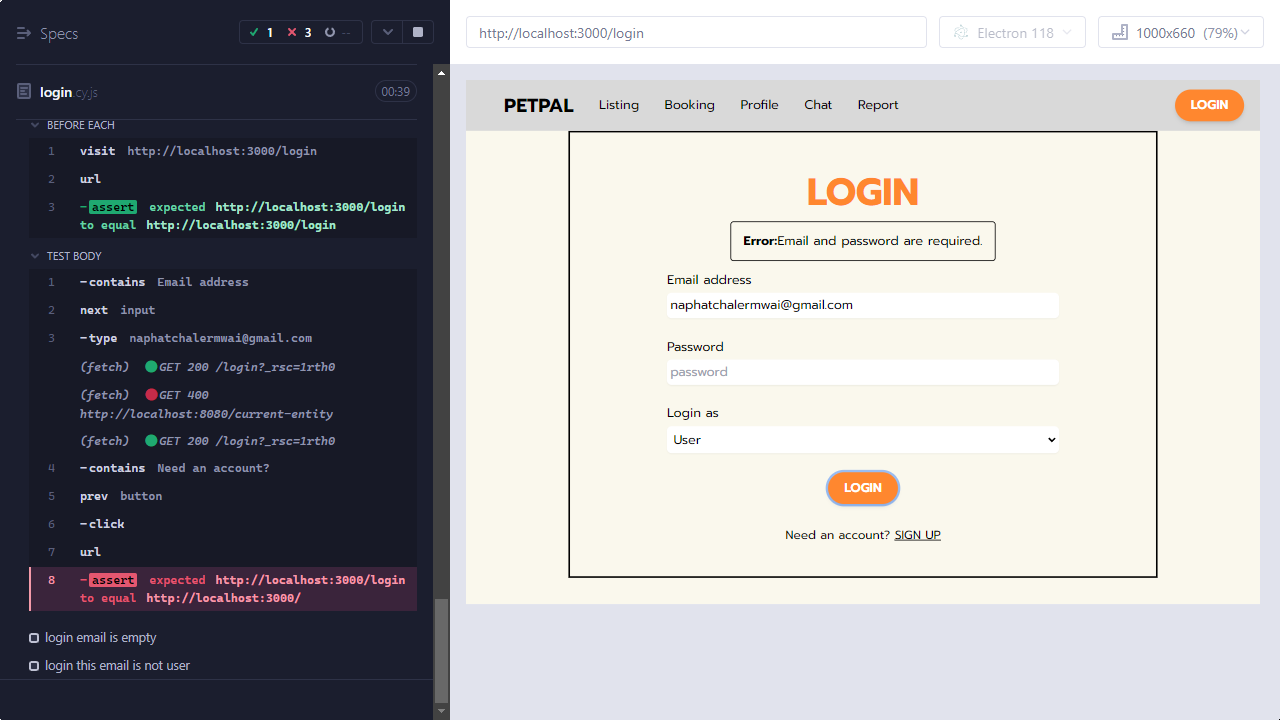 Specs
1
3
--
login.cy.js
00:39
BEFORE EACH
1 visit http://localhost:3000/login
2 url
3 -assert expected http://localhost:3000/login
to equal http://localhost:3000/login
TEST BODY
1 -contains Email address
2 next input
3 -type naphatchalermwai@gmail.com
(fetch) GET 200 /login?_rsc=1rth0
(fetch) GET 400
http://localhost:8080/current-entity
(fetch) GET 200 /login?_rsc=1rth0
4 -contains Need an account?
5 prev button
6 -click
7 url
8 -assert expected http://localhost:3000/login
to equal http://localhost:3000/
login email is empty
login this email is not user
http://localhost:3000/login
Electron 118
1000x660 (79%)
PETPAL Listing Booking Profile Chat Report LOGIN
LOGIN
Error:Email and password are required.
Email address
naphatchalermwai@gmail.com
Password
password
Login as
User
LOGIN
Need an account? SIGN UP